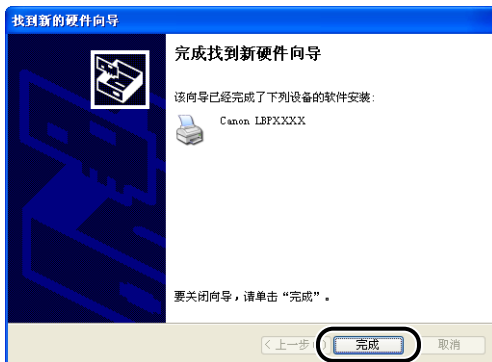 找到新的硬件向导
完成找到新硬件向导
该向导已经完成了下列设备的软件安装:
Canon LBPXXXX
要关闭向导，请单击“完成”。
<上一步( 完成 取消